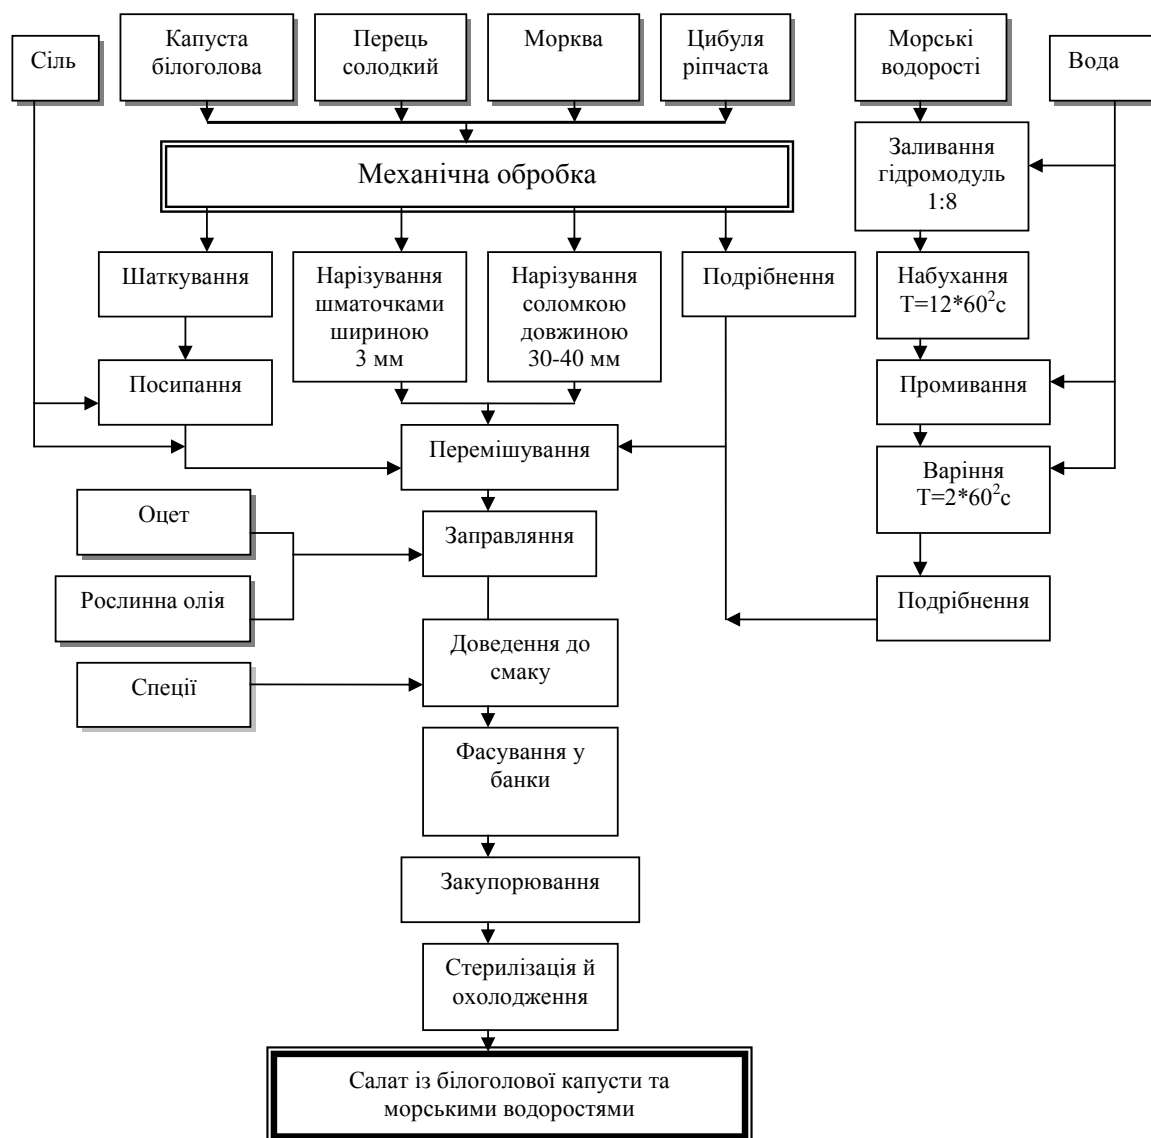 Сіль
Капуста
білоголова
Перець
солодкий
Морква
Цибуля
ріпчаста
Морські
водорості
Вода
Механічна обробка
Заливання
гідромодуль
1:8
Шаткування
Нарізування
шматочками
шириною
3 мм
Нарізування
соломкою
довжиною
30-40 мм
Подрібнення
Набухання
T=12*60²с
Посипання
Промивання
Перемішування
Варіння
T=2*60²с
Оцет
Заправляння
Рослинна олія
Подрібнення
Доведення до
смаку
Спеції
Фасування у
банки
Закупорювання
Стерилізація й
охолодження
Салат із білоголової капусти та
морськими водоростями